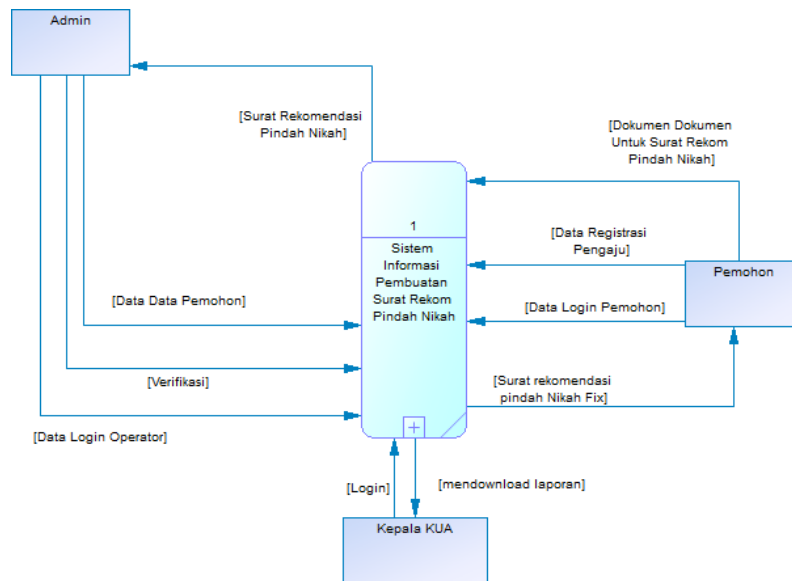 Admin
[Surat Rekomendasi
Pindah Nikah]
[Dokumen Dokumen
Untuk Surat Rekom
Pindah Nikah]
1
Sistem
Informasi
Pembuatan
Surat Rekom
Pindah Nikah
[Data Registrasi
Pengaju]
Pemohon
[Data Data Pemohon]
[Data Login Pemohon]
[Verifikasi]
[Surat rekomendasi
pindah Nikah Fix]
[Data Login Operator]
[Login]
[mendownload laporan]
Kepala KUA